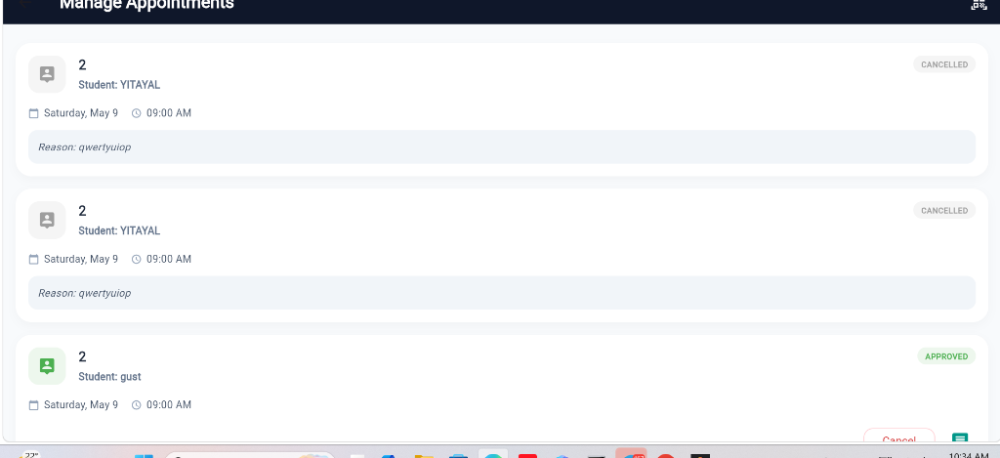 Manage Appointments
2
CANCELLED
Student: YITAYAL
Saturday, May 9 09:00 AM
Reason: qwertyuiop
2
CANCELLED
Student: YITAYAL
Saturday, May 9 09:00 AM
Reason: qwertyuiop
2
APPROVED
Student: gust
Saturday, May 9 09:00 AM
Cancel
22°
10:34 AM